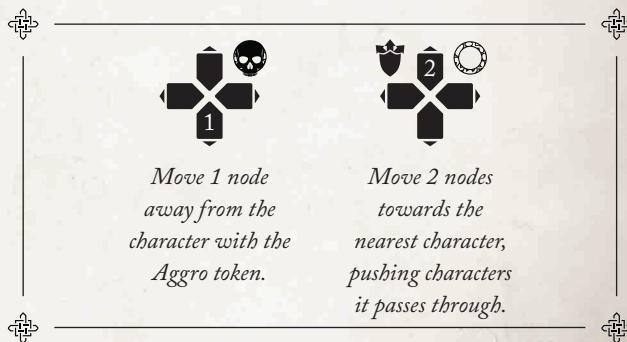 1
Move 1 node
away from the
character with the
Aggro token.
2
Move 2 nodes
towards the
nearest character,
pushing characters
it passes through.